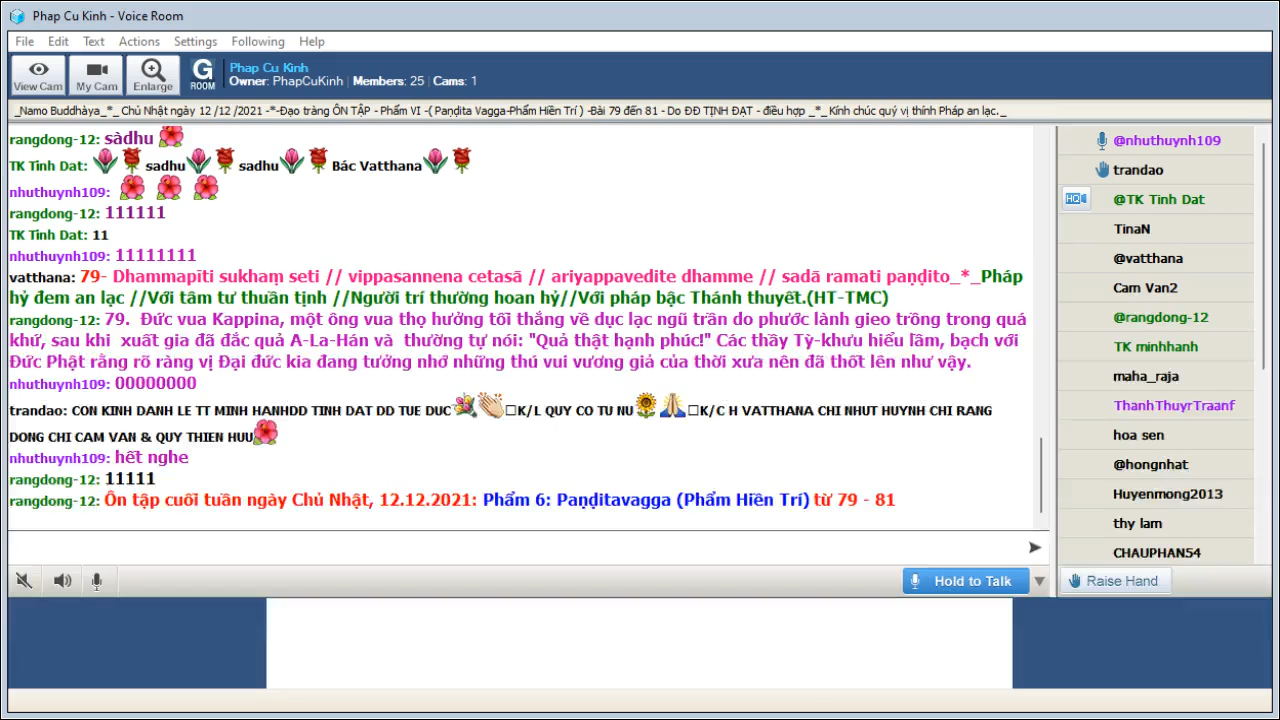 Phap Cu Kinh - Voice Room
File Edit Text Actions Settings Following Help
View Cam My Cam Enlarge G ROOM
Phap Cu Kinh
Owner: PhapCuKinh | Members: 25 | Cams: 1
_Namo Buddhàya_*_ Chủ Nhật ngày 12 /12 /2021 -*-Đạo tràng ÔN TẬP - Phẩm VI -( Paṇḍita Vagga-Phẩm Hiền Trí ) -Bài 79 đến 81 - Do ĐĐ TỊNH ĐẠT - điều hợp _*_Kính chúc quý vị thính Pháp an lạc._
rangdong-12: sàdhu
TK Tinh Dat: sadhu sadhu Bác Vatthana
nhuthuynh109:
rangdong-12: 111111
TK Tinh Dat: 11
nhuthuynh109: 11111111
vatthana: 79- Dhammapīti sukhaṃ seti // vippasannena cetasā // ariyappavedite dhamme // sadā ramati paṇḍito_*_Pháp
hỷ đem an lạc //Với tâm tư thuần tịnh //Người trí thường hoan hỷ//Với pháp bậc Thánh thuyết.(HT-TMC)
rangdong-12: 79. Đức vua Kappina, một ông vua thọ hưởng tối thắng về dục lạc ngũ trần do phước lành gieo trồng trong quá
khứ, sau khi xuất gia đã đắc quả A-La-Hán và thường tự nói: "Quả thật hạnh phúc!" Các thầy Tỳ-khưu hiểu lầm, bạch với
Đức Phật rằng rõ ràng vị Đại đức kia đang tưởng nhớ những thú vui vương giả của thời xưa nên đã thốt lên như vậy.
nhuthuynh109: 00000000
trandao: CON KINH DANH LE TT MINH HANHDD TINH DAT DD TUE DUC K/L QUY CO TU NU K/C H VATTHANA CHI NHUT HUYNH CHI RANG
DONG CHI CAM VAN & QUY THIEN HUU
nhuthuynh109: hết nghe
rangdong-12: 11111
rangdong-12: Ôn tập cuối tuần ngày Chủ Nhật, 12.12.2021: Phẩm 6: Paṇḍitavagga (Phẩm Hiền Trí) từ 79 - 81
Hold to Talk
@nhuthuynh109
trandao
HQ @TK Tinh Dat
TinaN
@vatthana
Cam Van2
@rangdong-12
TK minhhanh
maha_raja
ThanhThuyrTraanf
hoa sen
@hongnhat
Huyenmong2013
thy lam
CHAUPHAN54
Raise Hand